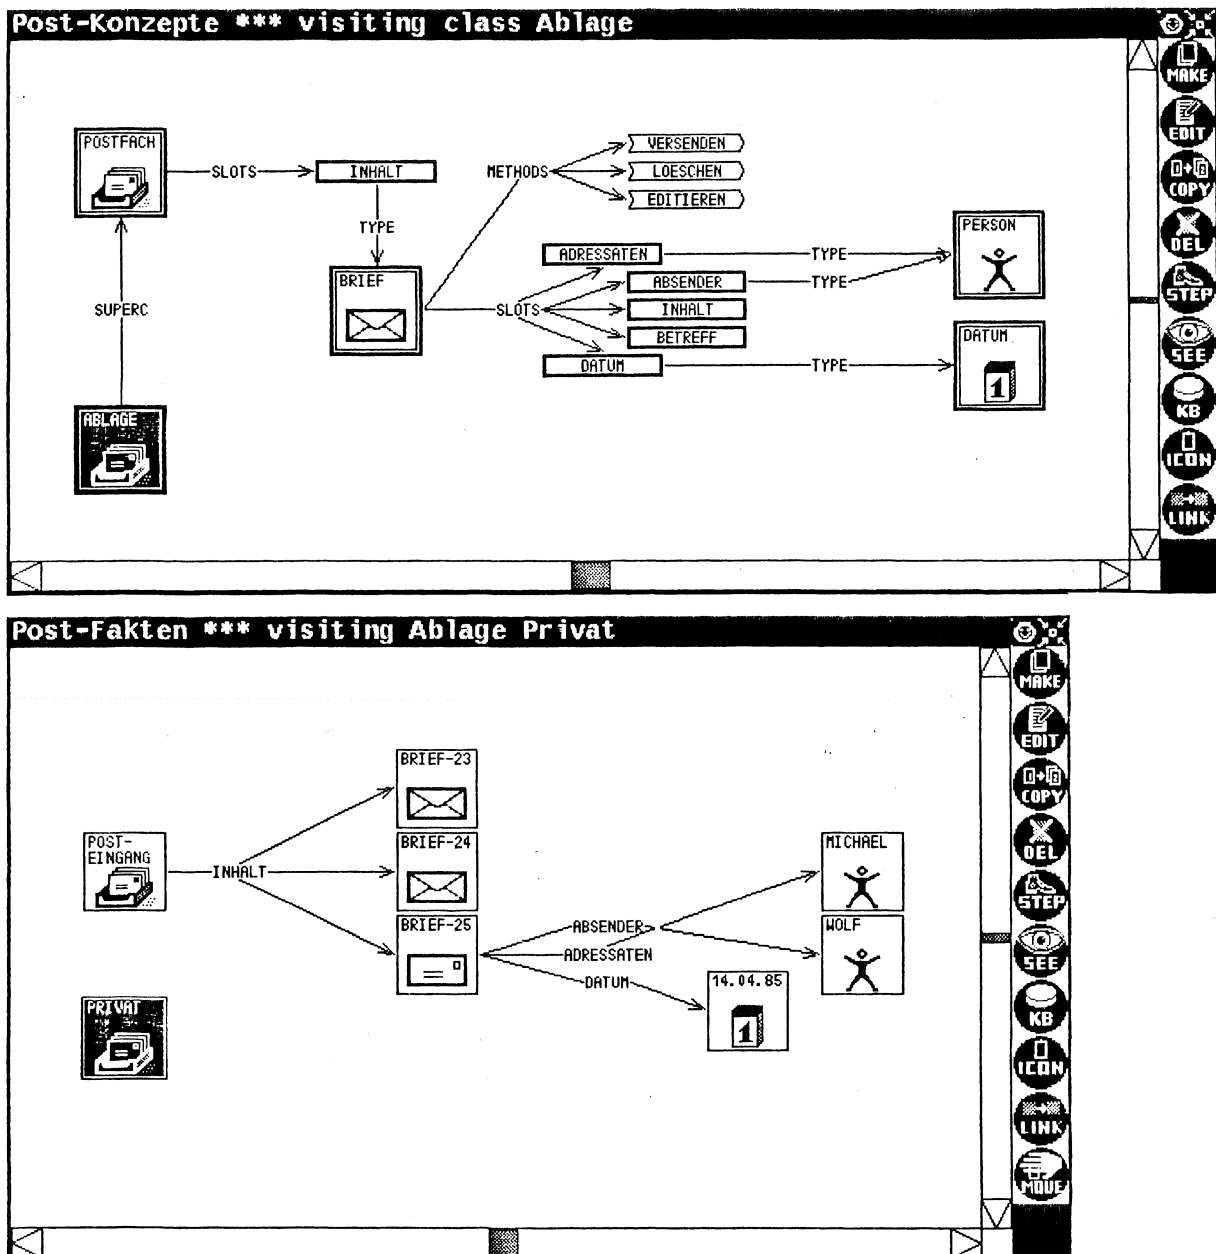 Post-Konzepte *** visiting class Ablage
MAKE
EDIT
COPY
DEL
STEP
SEE
KB
ICON
LINK
POSTFACH
SLOTS
INHALT
TYPE
METHODS
VERSENDEN
LOESCHEN
EDITIEREN
BRIEF
SLOTS
ADRESSATEN
ABSENDER
INHALT
BETREFF
DATUM
TYPE
TYPE
TYPE
PERSON
DATUM
1
SUPERC
ABLAGE
Post-Fakten *** visiting Ablage Privat
MAKE
EDIT
COPY
DEL
STEP
SEE
KB
ICON
LINK
MOVE
POST-
EINGANG
INHALT
BRIEF-23
BRIEF-24
BRIEF-25
ABSENDER
ADRESSATEN
DATUM
MICHAEL
WOLF
14.04.85
1
PRIVAT